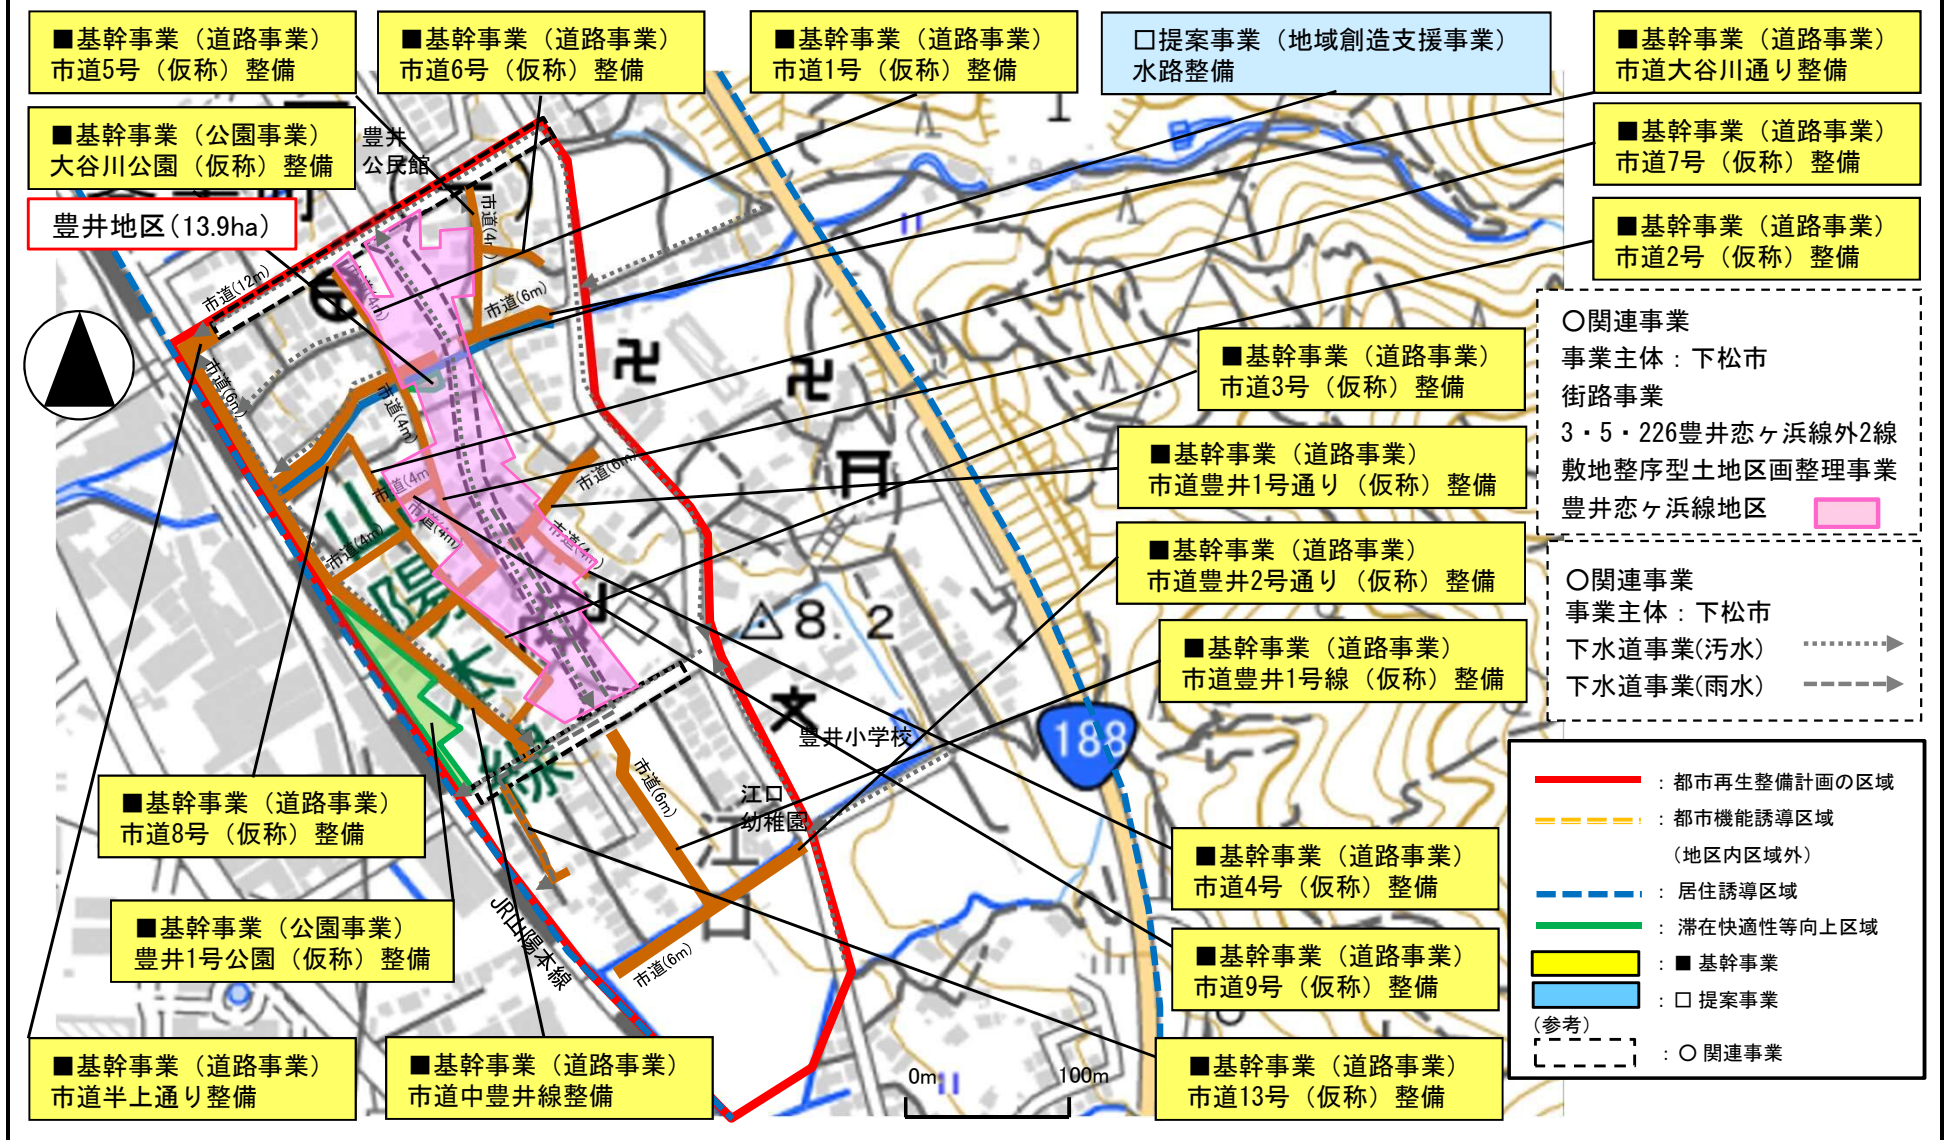 ■基幹事業（道路事業）
市道5号（仮称）整備
■基幹事業（道路事業）
市道6号（仮称）整備
■基幹事業（道路事業）
市道1号（仮称）整備
□提案事業（地域創造支援事業）
水路整備
■基幹事業（道路事業）
市道大谷川通り整備
■基幹事業（公園事業）
大谷川公園（仮称）整備
■基幹事業（道路事業）
市道7号（仮称）整備
豊井地区(13.9ha)
■基幹事業（道路事業）
市道2号（仮称）整備
豊井
公民館
市道(12m)
市道(6m)
市道(6m)
市道(4m)
市道(6m)
市道(4m)
市道(4m)
市道(6m)
市道(6m)
○関連事業
事業主体：下松市
街路事業
3・5・226豊井恋ヶ浜線外2線
敷地整序型土地区画整理事業
豊井恋ヶ浜線地区
■基幹事業（道路事業）
市道3号（仮称）整備
■基幹事業（道路事業）
市道豊井1号通り（仮称）整備
■基幹事業（道路事業）
市道豊井2号通り（仮称）整備
○関連事業
事業主体：下松市
下水道事業(汚水)
下水道事業(雨水)
■基幹事業（道路事業）
市道豊井1号線（仮称）整備
山陽本線
△8.2
188
豊井小学校
江口
幼稚園
江口
JR山陽本線
■基幹事業（道路事業）
市道8号（仮称）整備
■基幹事業（公園事業）
豊井1号公園（仮称）整備
■基幹事業（道路事業）
市道4号（仮称）整備
■基幹事業（道路事業）
市道9号（仮称）整備
■基幹事業（道路事業）
市道半上通り整備
■基幹事業（道路事業）
市道中豊井線整備
■基幹事業（道路事業）
市道13号（仮称）整備
0m
100m
：都市再生整備計画の区域
：都市機能誘導区域
（地区内区域外）
：居住誘導区域
：滞在快適性等向上区域
：■ 基幹事業
：□ 提案事業
(参考)
：○ 関連事業